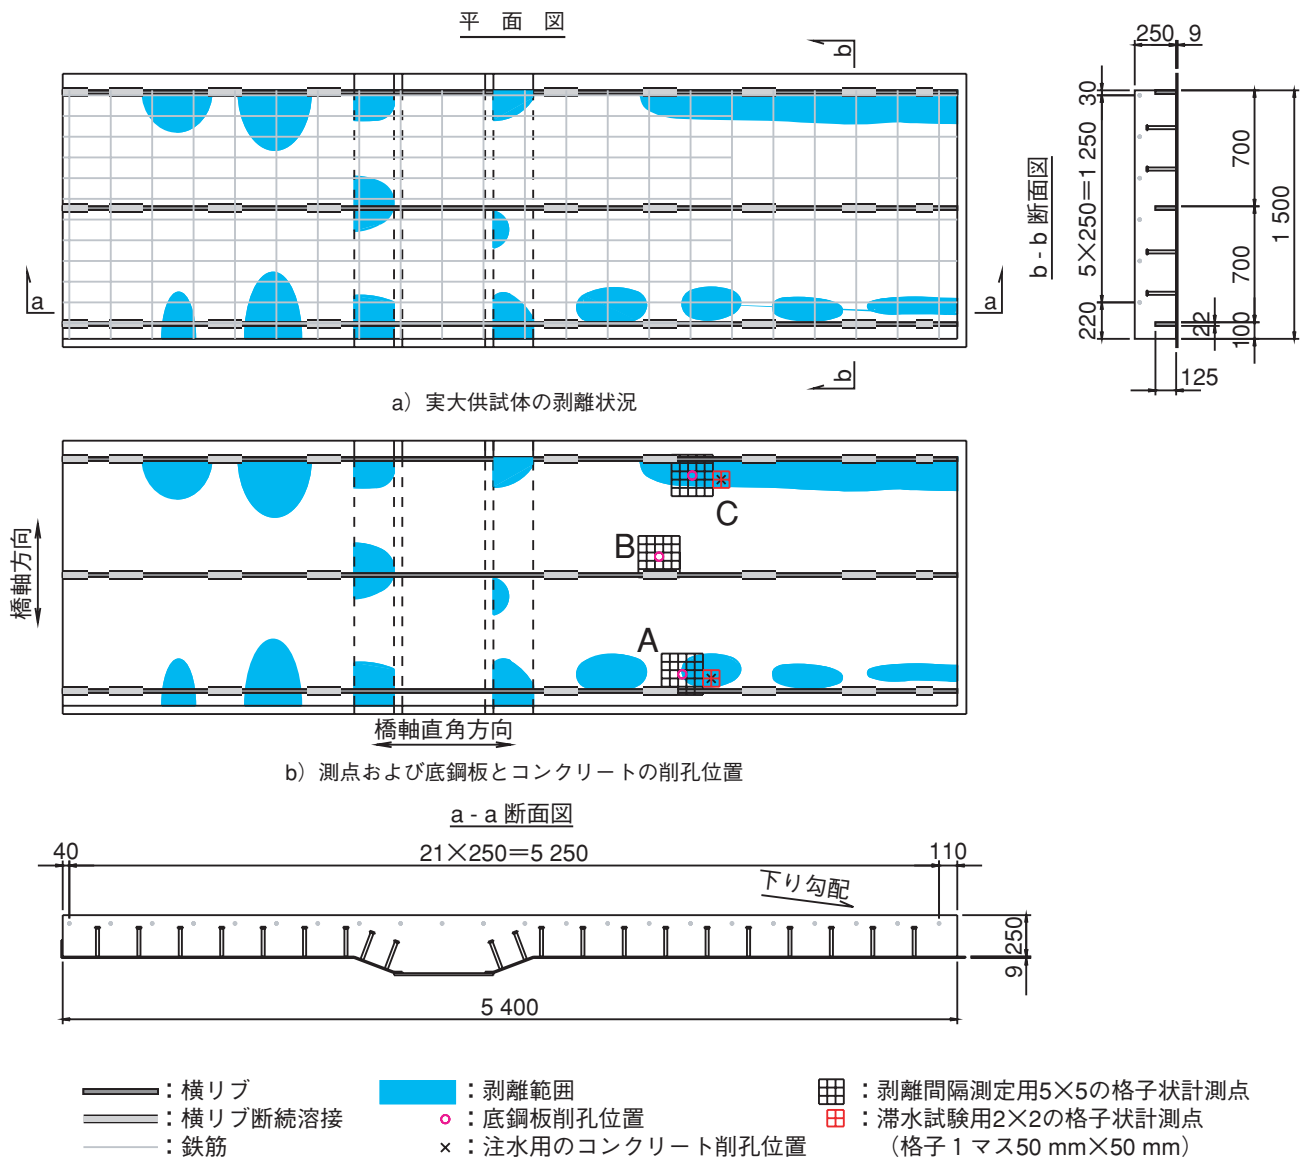 平 面 図
b
250 9
30
5×250＝1 250
220
700
700
1 500
22
100
125
b - b 断面図
a
a
b
a）実大供試体の剥離状況
C
B
A
橋軸方向
橋軸直角方向
b）測点および底鋼板とコンクリートの削孔位置
a - a 断面図
40
21×250＝5 250
110
下り勾配
250
9
5 400
：横リブ
：横リブ断続溶接
：鉄筋
：剥離範囲
：底鋼板削孔位置
：注水用のコンクリート削孔位置
：剥離間隔測定用5×5の格子状計測点
：滞水試験用2×2の格子状計測点
（格子１マス50 mm×50 mm）